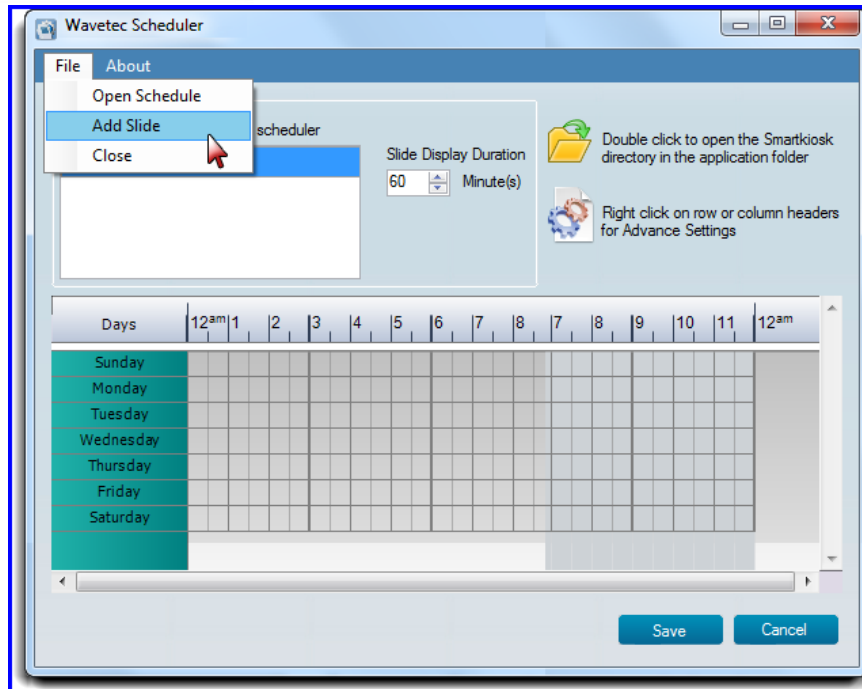 Wavetec Scheduler
File About
Open Schedule
Add Slide
Close
scheduler
Slide Display Duration
60 Minute(s)
Double click to open the Smartkiosk
directory in the application folder
Right click on row or column headers
for Advance Settings
Days 12am 1 2 3 4 5 6 7 8 7 8 9 10 11 12am
Sunday
Monday
Tuesday
Wednesday
Thursday
Friday
Saturday
Save Cancel